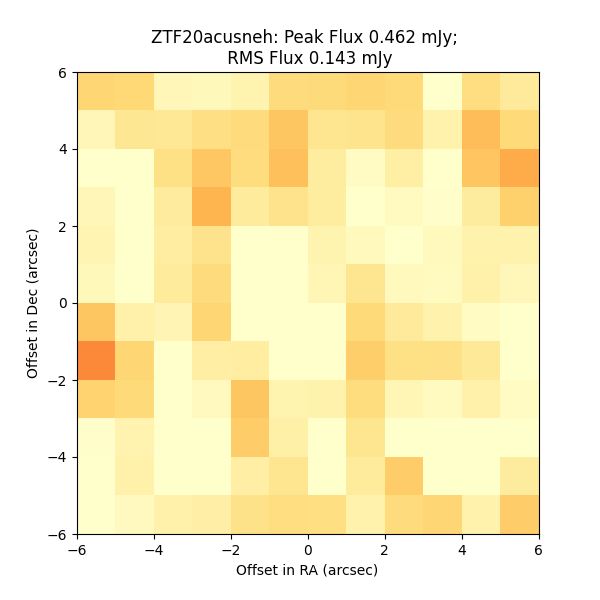 ZTF20acusneh: Peak Flux 0.462 mJy;
RMS Flux 0.143 mJy
6
4
2
0
−2
−4
−6
Offset in Dec (arcsec)
−6 −4 −2 0 2 4 6
Offset in RA (arcsec)